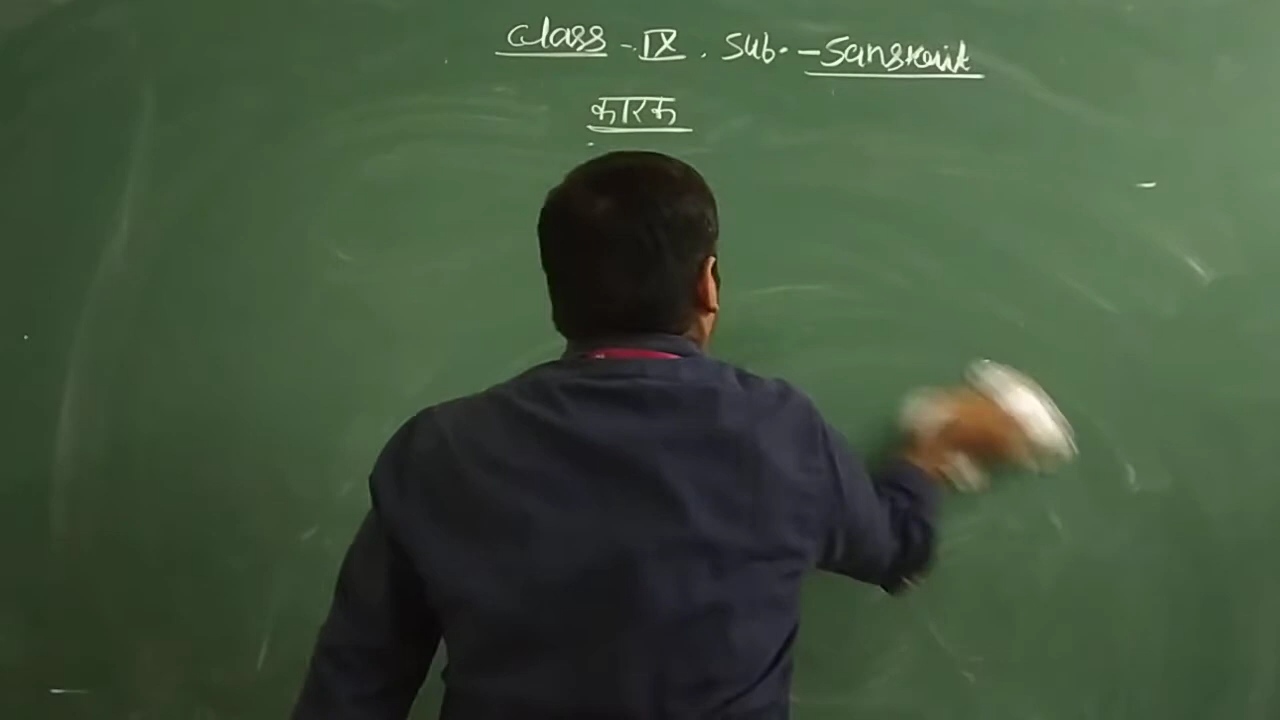 Class - IX . Sub. - Sanskrit
कारक